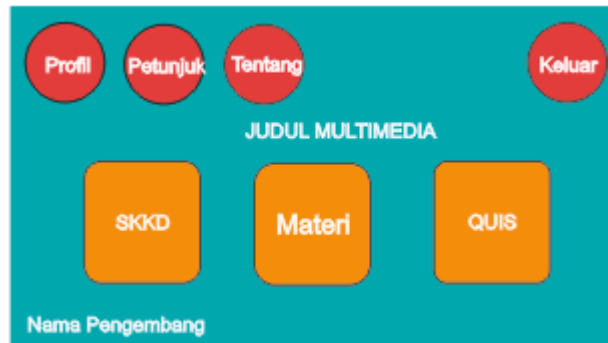 Profil Petunjuk Tentang Keluar
JUDUL MULTIMEDIA
SKKD Materi QUIS
Nama Pengembang